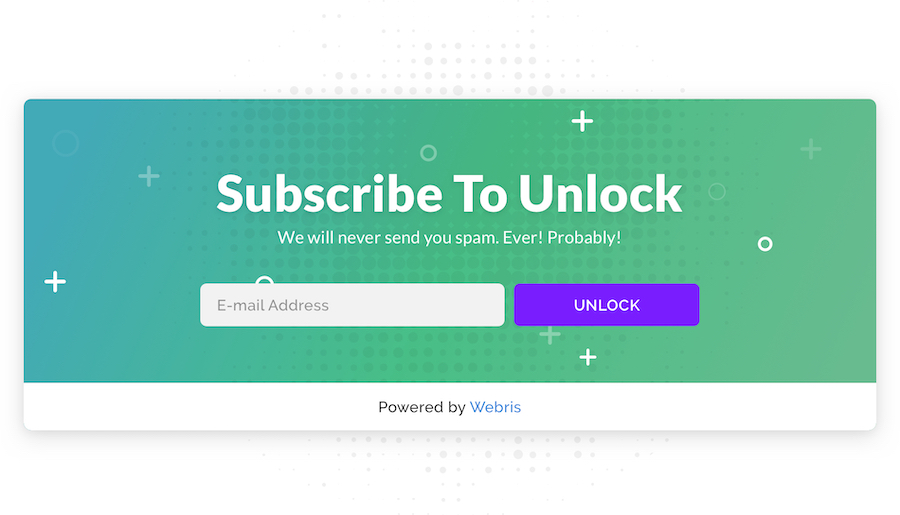 Subscribe To Unlock
We will never send you spam. Ever! Probably!
E-mail Address
UNLOCK
Powered by Webris